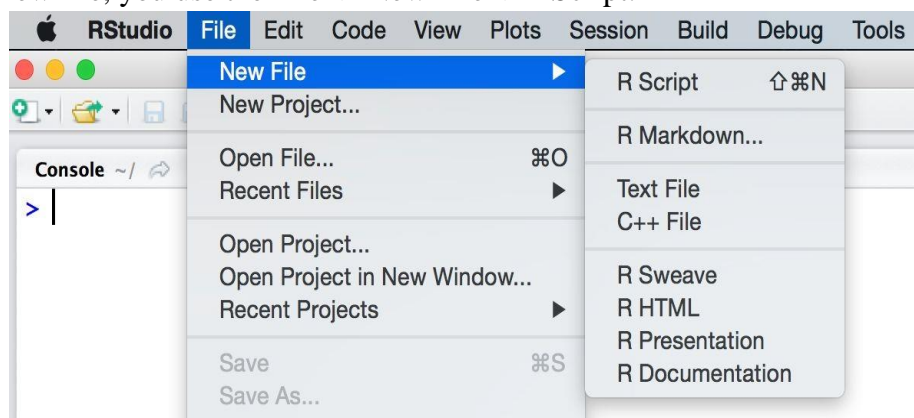 RStudio File Edit Code View Plots Session Build Debug Tools
New File
New Project...
Open File... ⌘O
Recent Files
Open Project...
Open Project in New Window...
Recent Projects
Save ⌘S
Save As...
R Script ⇧⌘N
R Markdown...
Text File
C++ File
R Sweave
R HTML
R Presentation
R Documentation
Console ~/
>